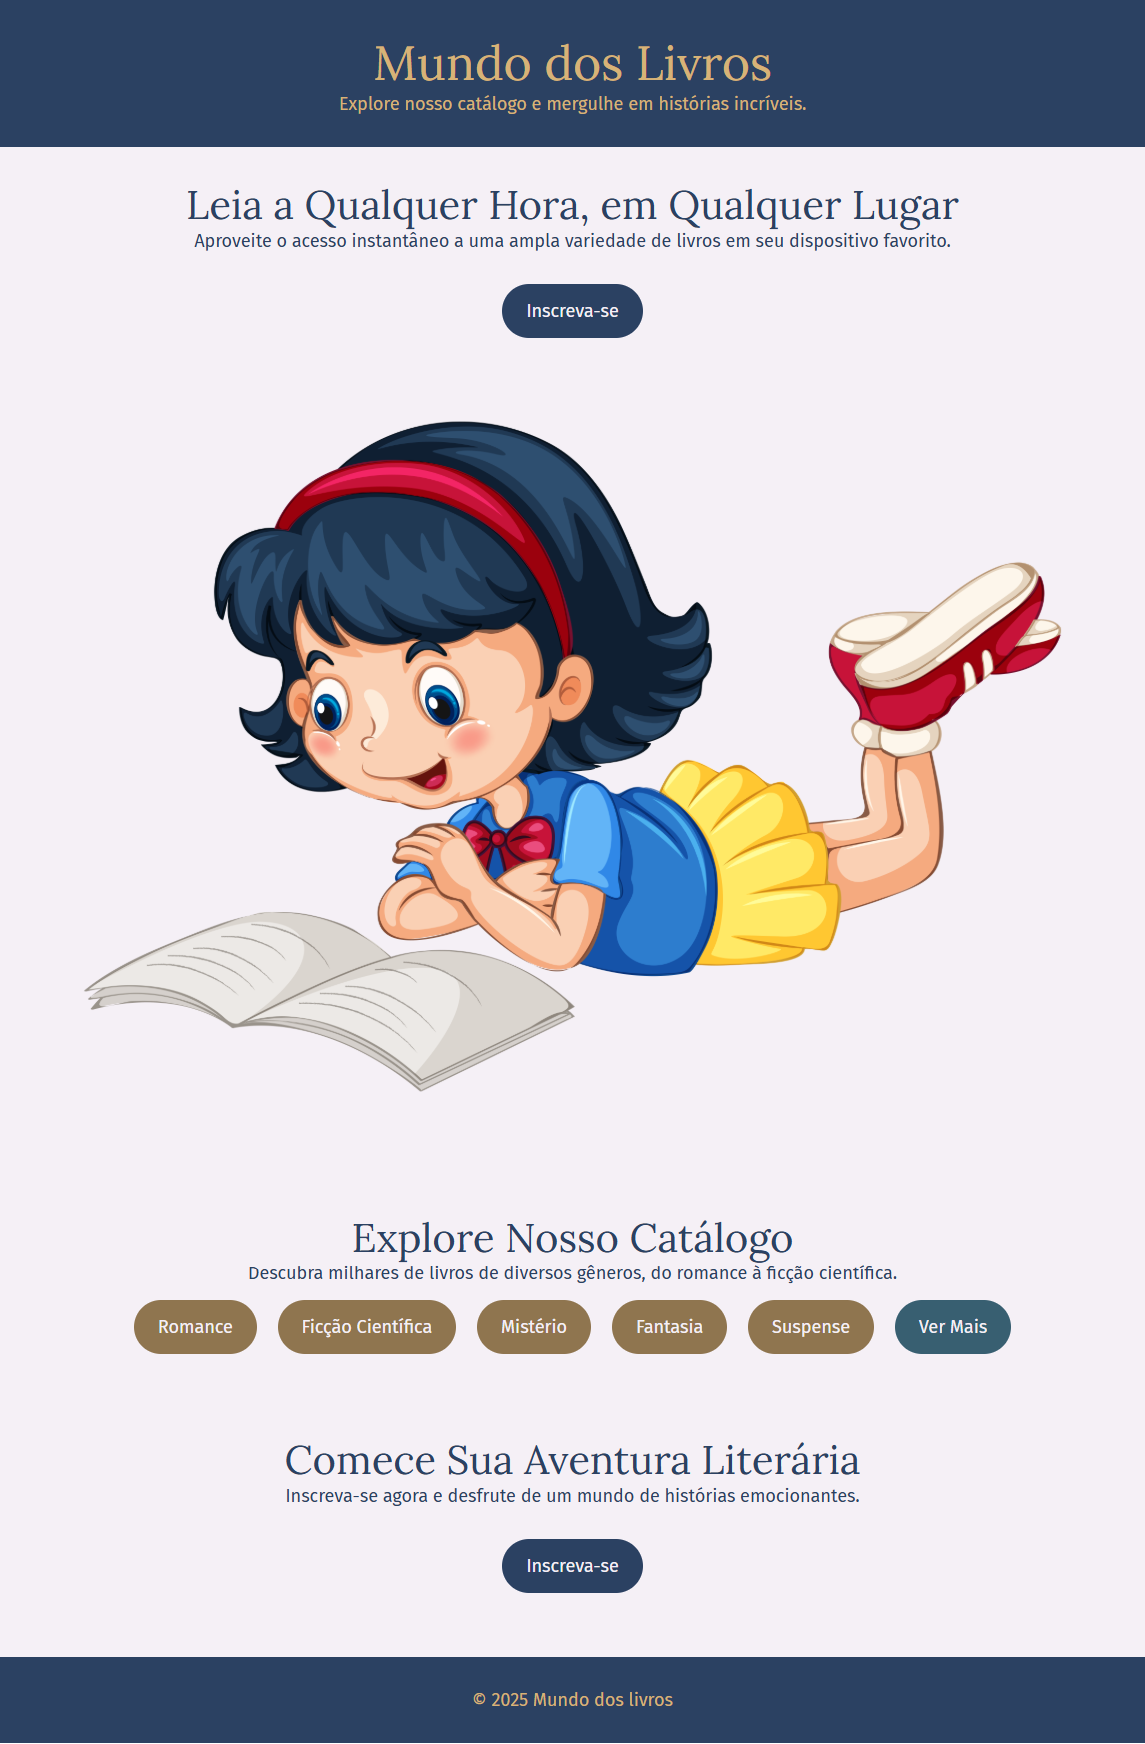 Mundo dos Livros
Explore nosso catálogo e mergulhe em histórias incríveis.
Leia a Qualquer Hora, em Qualquer Lugar
Aproveite o acesso instantâneo a uma ampla variedade de livros em seu dispositivo favorito.
Inscreva-se
Explore Nosso Catálogo
Descubra milhares de livros de diversos gêneros, do romance à ficção científica.
Romance Ficção Científica Mistério Fantasia Suspense Ver Mais
Comece Sua Aventura Literária
Inscreva-se agora e desfrute de um mundo de histórias emocionantes.
Inscreva-se
© 2025 Mundo dos livros